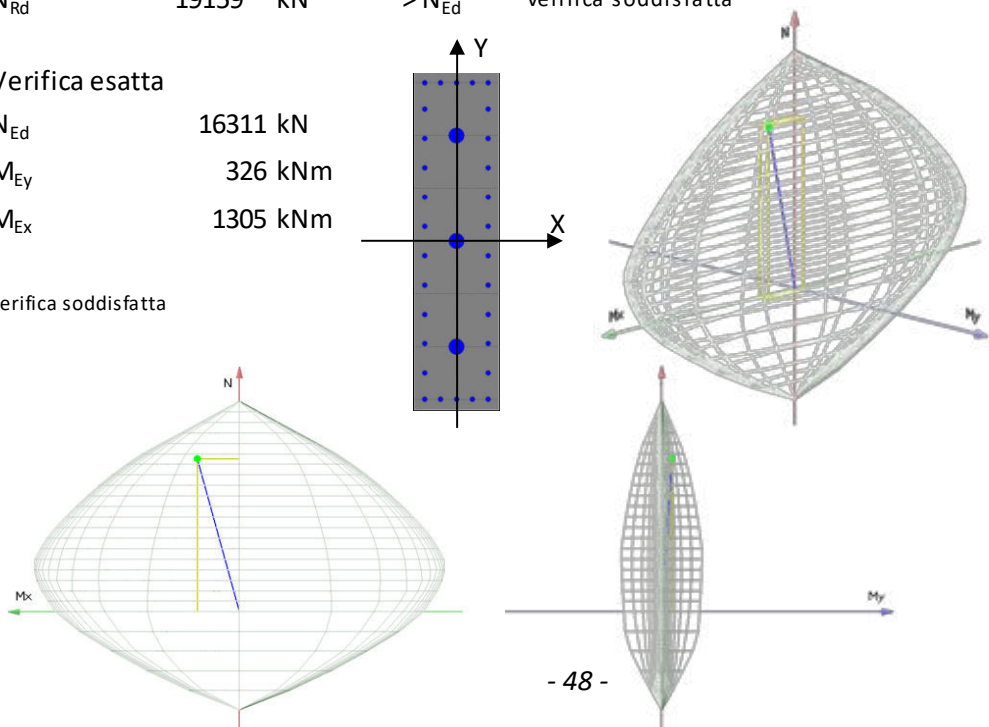 N_Rd 19159 kN > N_Ed verifica soddisfatta
Verifica esatta
N_Ed 16311 kN
M_Ey 326 kNm
M_Ex 1305 kNm
verifica soddisfatta
Y
X
N
Mx
My
N
Mx
My
- 48 -